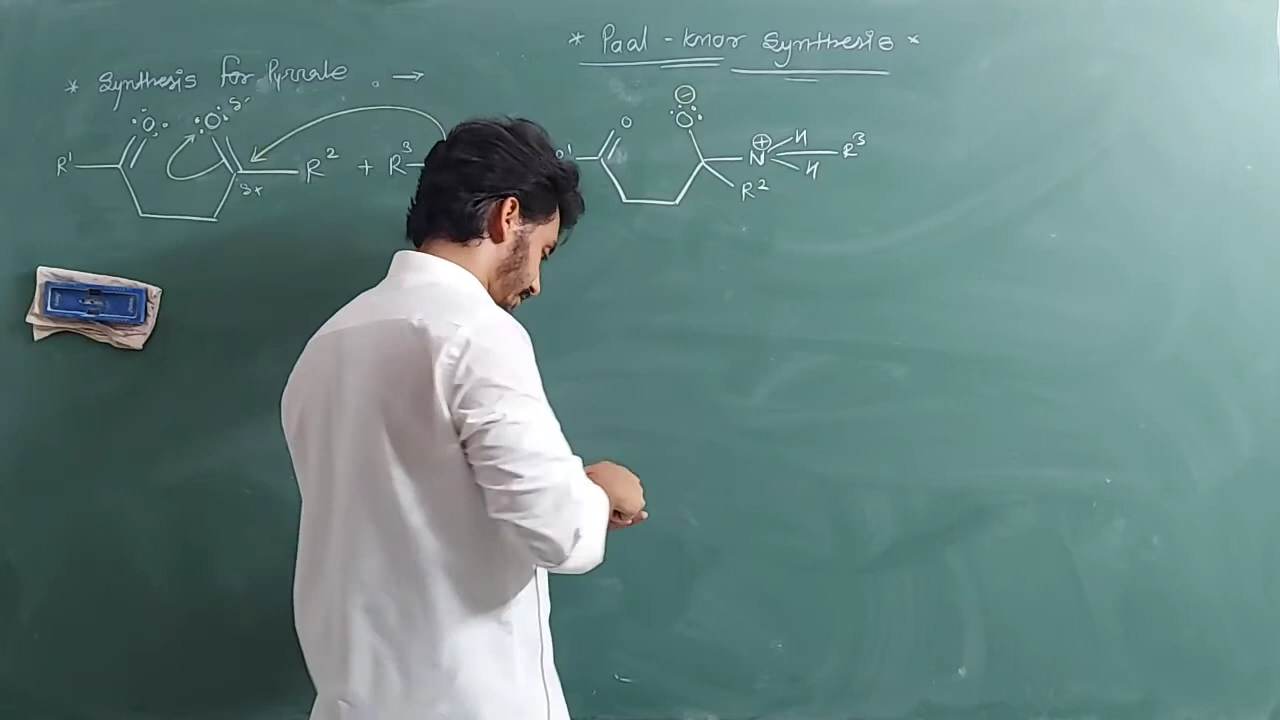 * Paal - Knor Synthesis *
* Synthesis for Pyrrole . →
R¹ O O δ- δ+ R² + R³
O ⊖ O R² N ⊕ H H R³